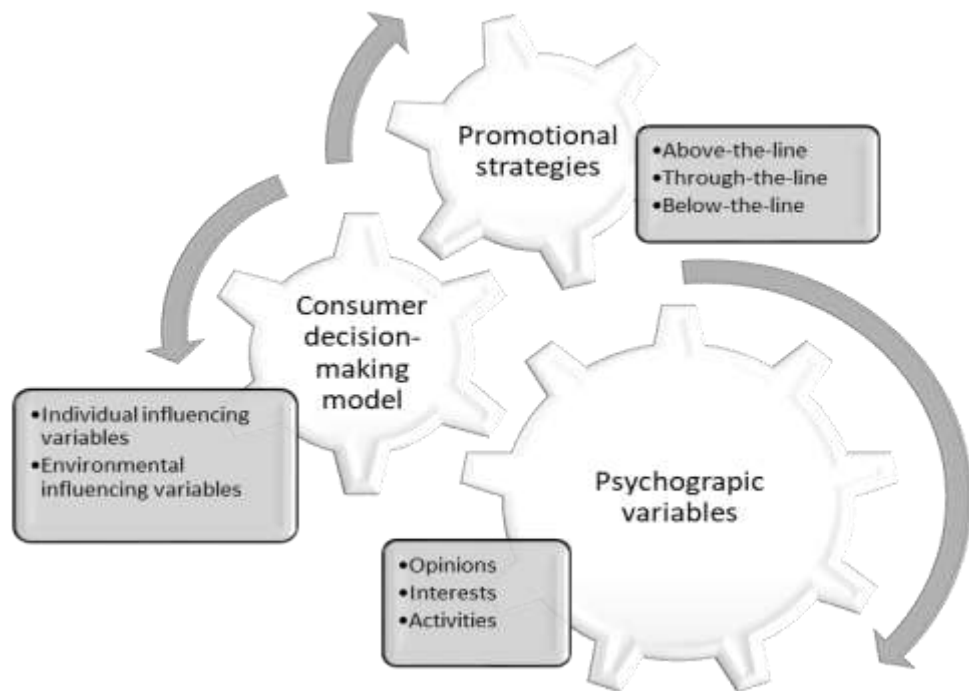 Promotional
strategies
•Above-the-line
•Through-the-line
•Below-the-line
Consumer
decision-
making
model
•Individual influencing
variables
•Environmental
influencing variables
Psychograpic
variables
•Opinions
•Interests
•Activities